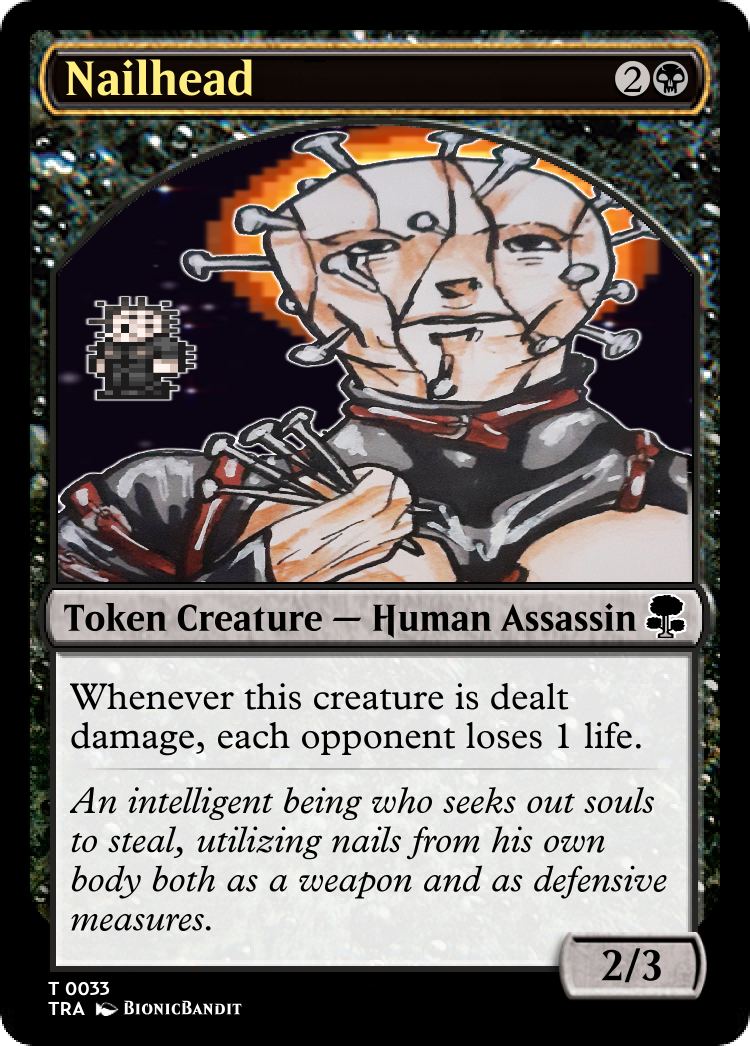 Nailhead 2
Token Creature — Human Assassin
Whenever this creature is dealt
damage, each opponent loses 1 life.
An intelligent being who seeks out souls
to steal, utilizing nails from his own
body both as a weapon and as defensive
measures.
2/3
T 0033
TRA BIONICBANDIT